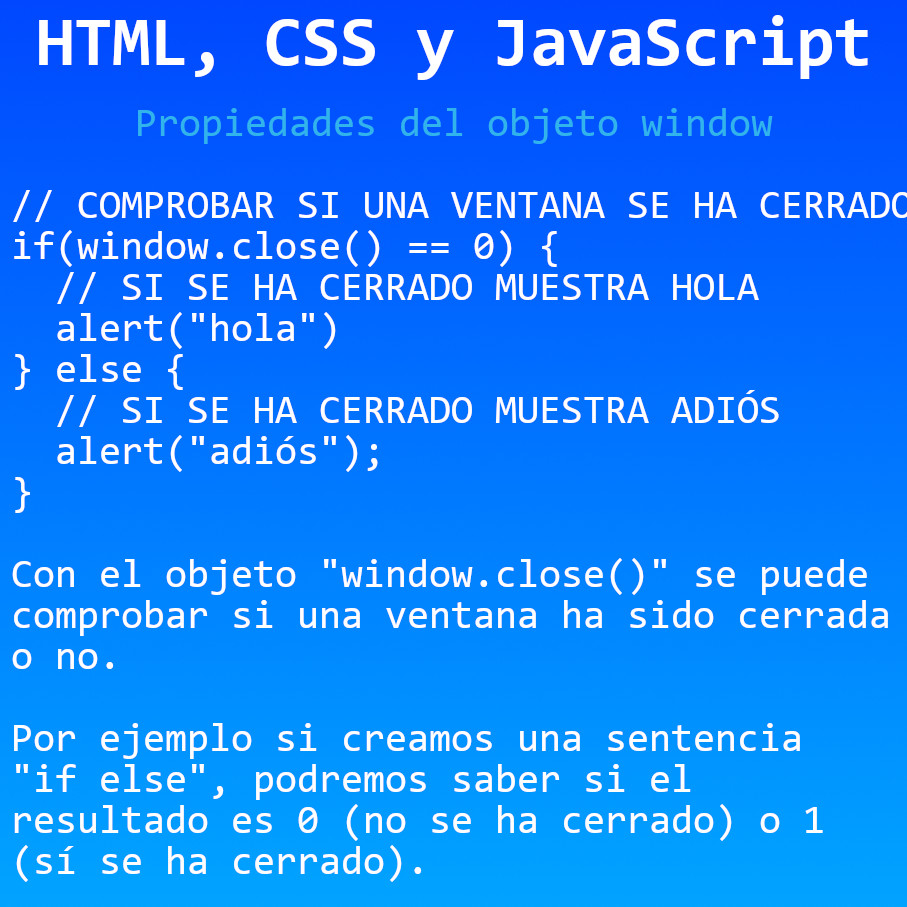 HTML, CSS y JavaScript
Propiedades del objeto window
// COMPROBAR SI UNA VENTANA SE HA CERRADO
if(window.close() == 0) {
  // SI SE HA CERRADO MUESTRA HOLA
  alert("hola")
} else {
  // SI SE HA CERRADO MUESTRA ADIÓS
  alert("adiós");
}
Con el objeto "window.close()" se puede
comprobar si una ventana ha sido cerrada
o no.
Por ejemplo si creamos una sentencia
"if else", podremos saber si el
resultado es 0 (no se ha cerrado) o 1
(sí se ha cerrado).